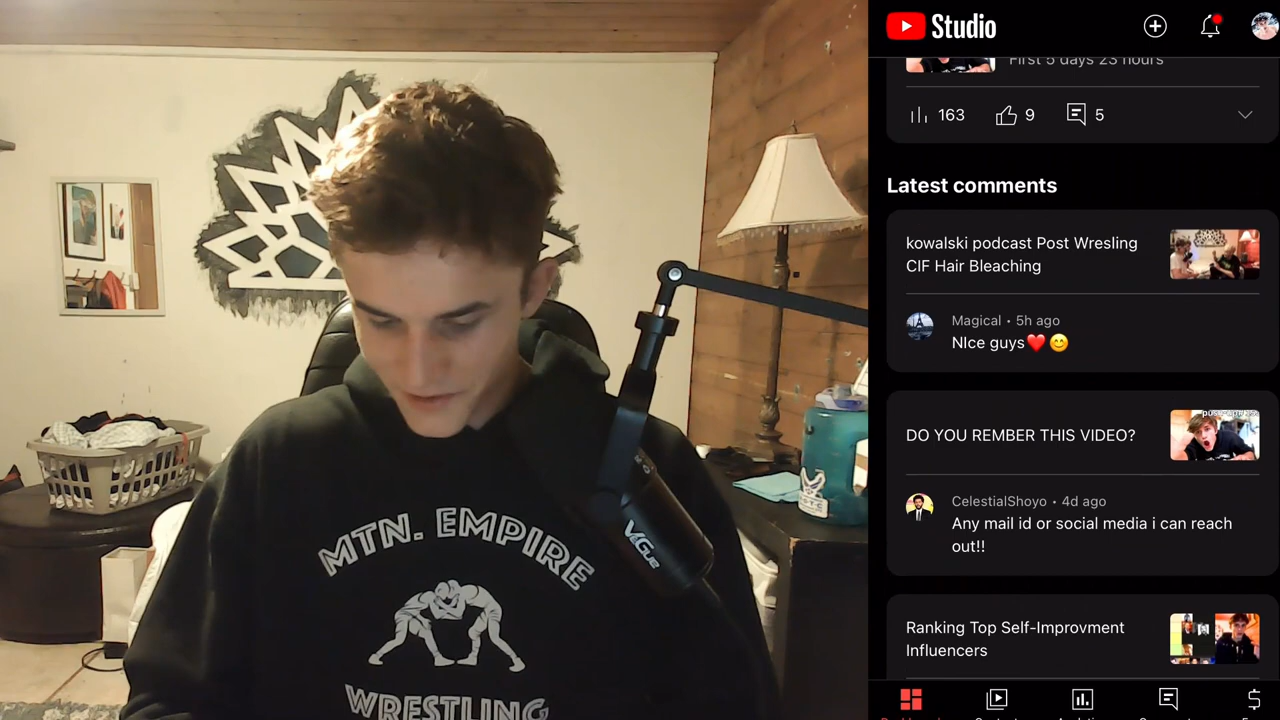 Studio
First 5 days 23 hours
163
9
5
Latest comments
kowalski podcast Post Wresling
CIF Hair Bleaching
Magical • 5h ago
NIce guys❤️😊
DO YOU REMBER THIS VIDEO?
CelestialShoyo • 4d ago
Any mail id or social media i can reach
out!!
Ranking Top Self-Improvment
Influencers
MTN. EMPIRE
WRESTLING